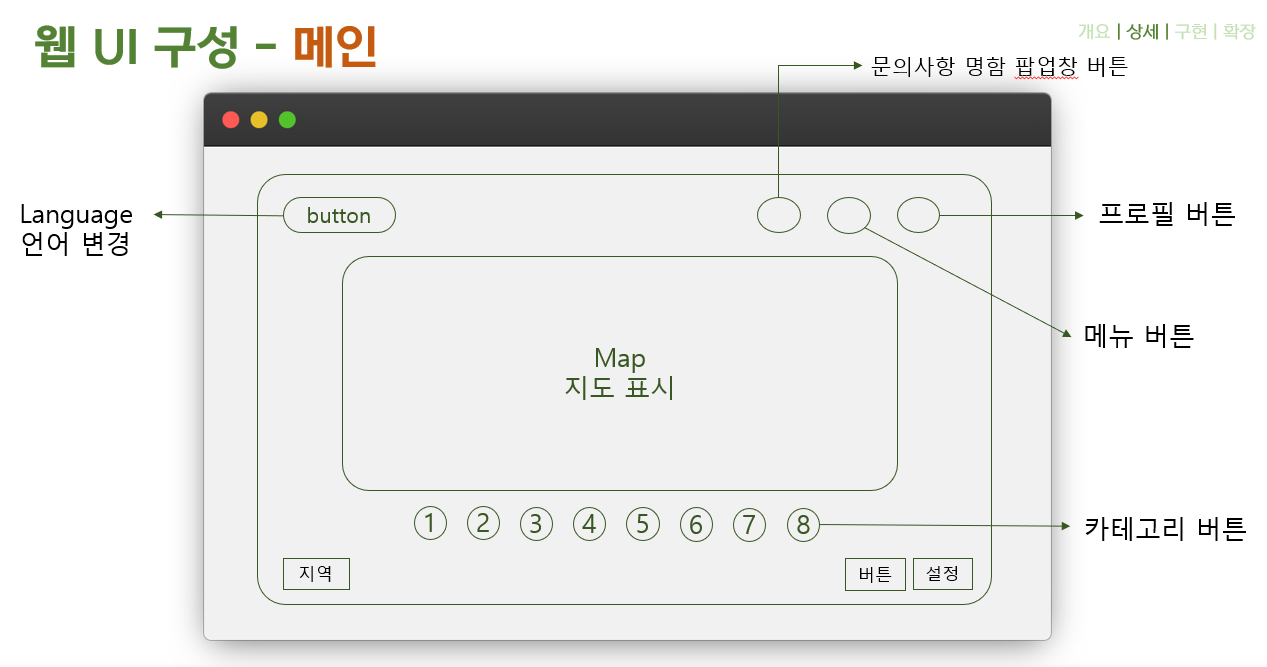 웹 UI 구성 - 메인
개요 | 상세 | 구현 | 확장
문의사항 명함 팝업창 버튼
Language
언어 변경
button
프로필 버튼
메뉴 버튼
Map
지도 표시
1 2 3 4 5 6 7 8
카테고리 버튼
지역
버튼
설정